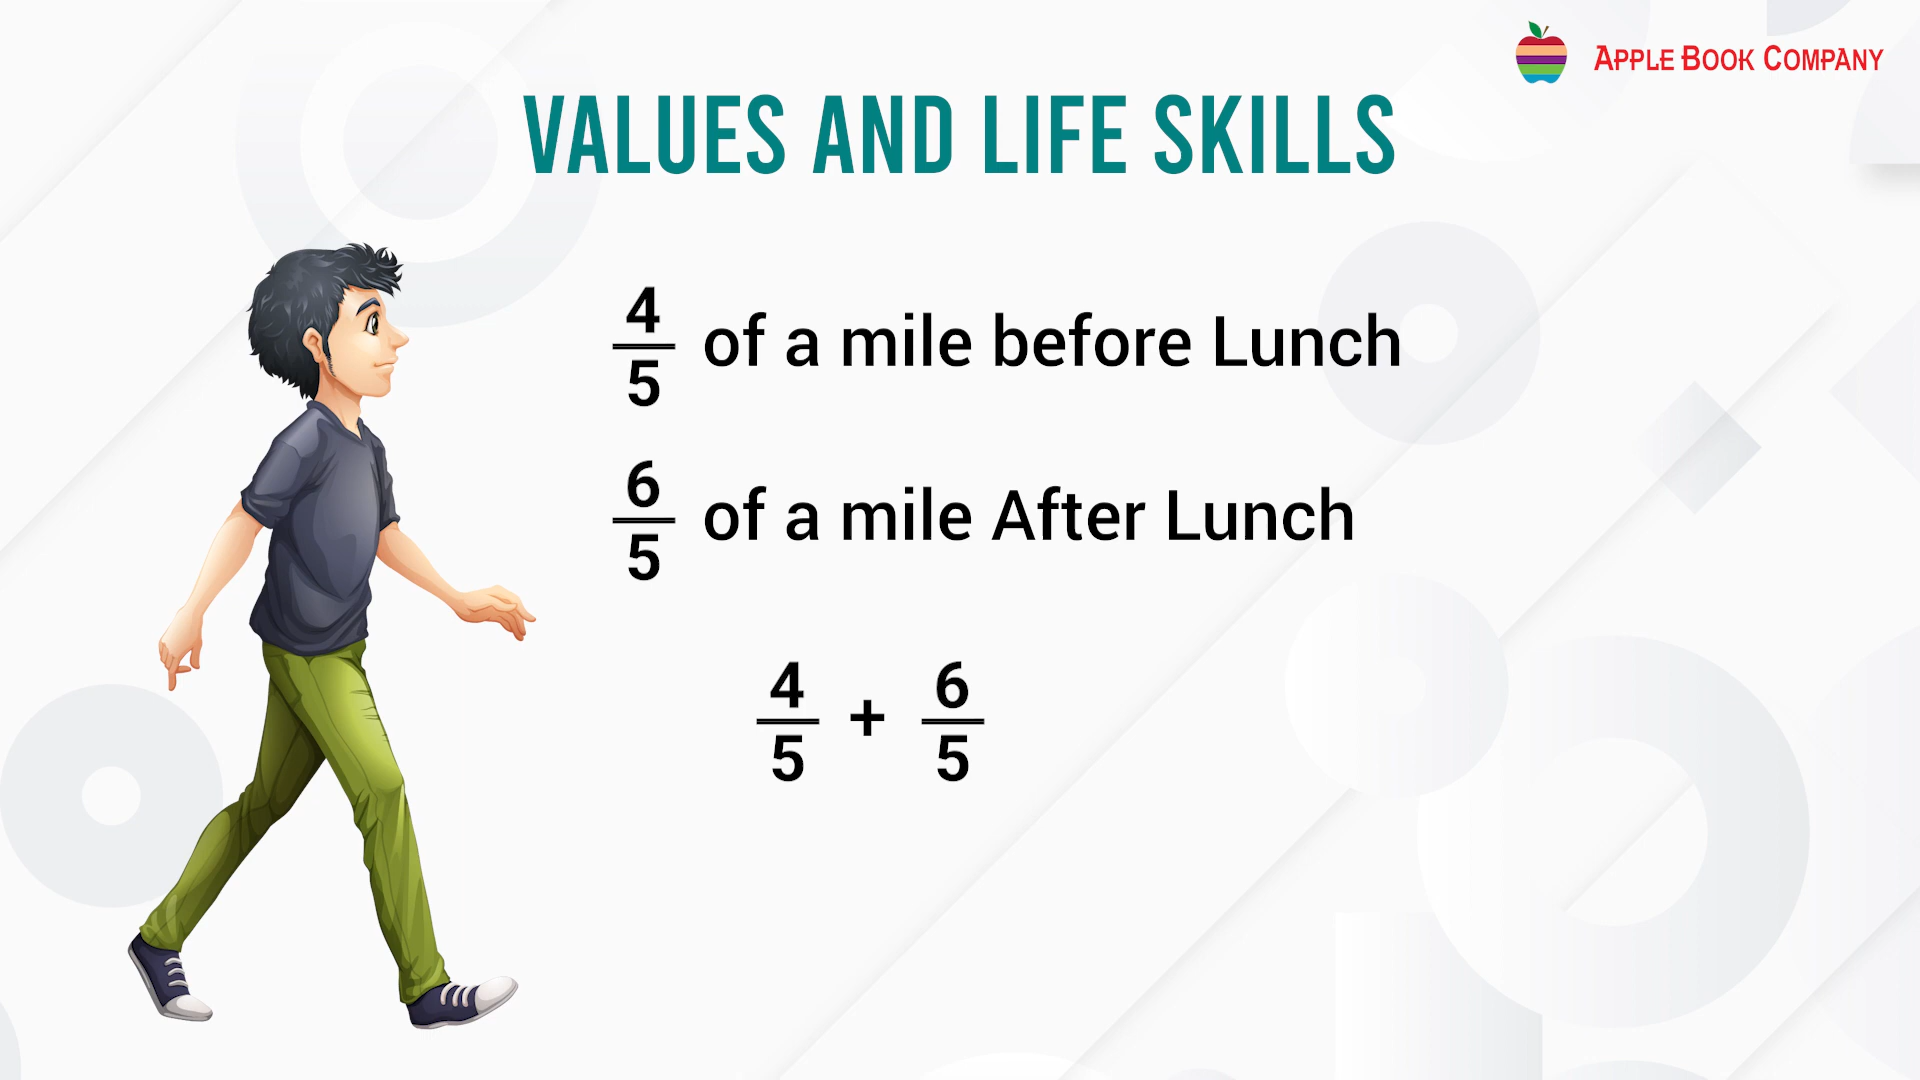 APPLE BOOK COMPANY
VALUES AND LIFE SKILLS
4/5 of a mile before Lunch
6/5 of a mile After Lunch
4/5 + 6/5